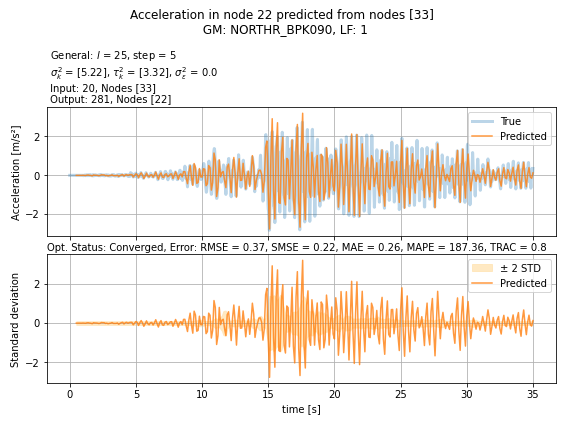 Acceleration in node 22 predicted from nodes [33]
GM: NORTHR_BPK090, LF: 1
General: l = 25, step = 5
σ²ₖ = [5.22], τ²ₖ = [3.32], σ²ε = 0.0
Input: 20, Nodes [33]
Output: 281, Nodes [22]
Acceleration [m/s²]
2
0
−2
True
Predicted
Opt. Status: Converged, Error: RMSE = 0.37, SMSE = 0.22, MAE = 0.26, MAPE = 187.36, TRAC = 0.8
Standard deviation
2
0
−2
± 2 STD
Predicted
0 5 10 15 20 25 30 35
time [s]